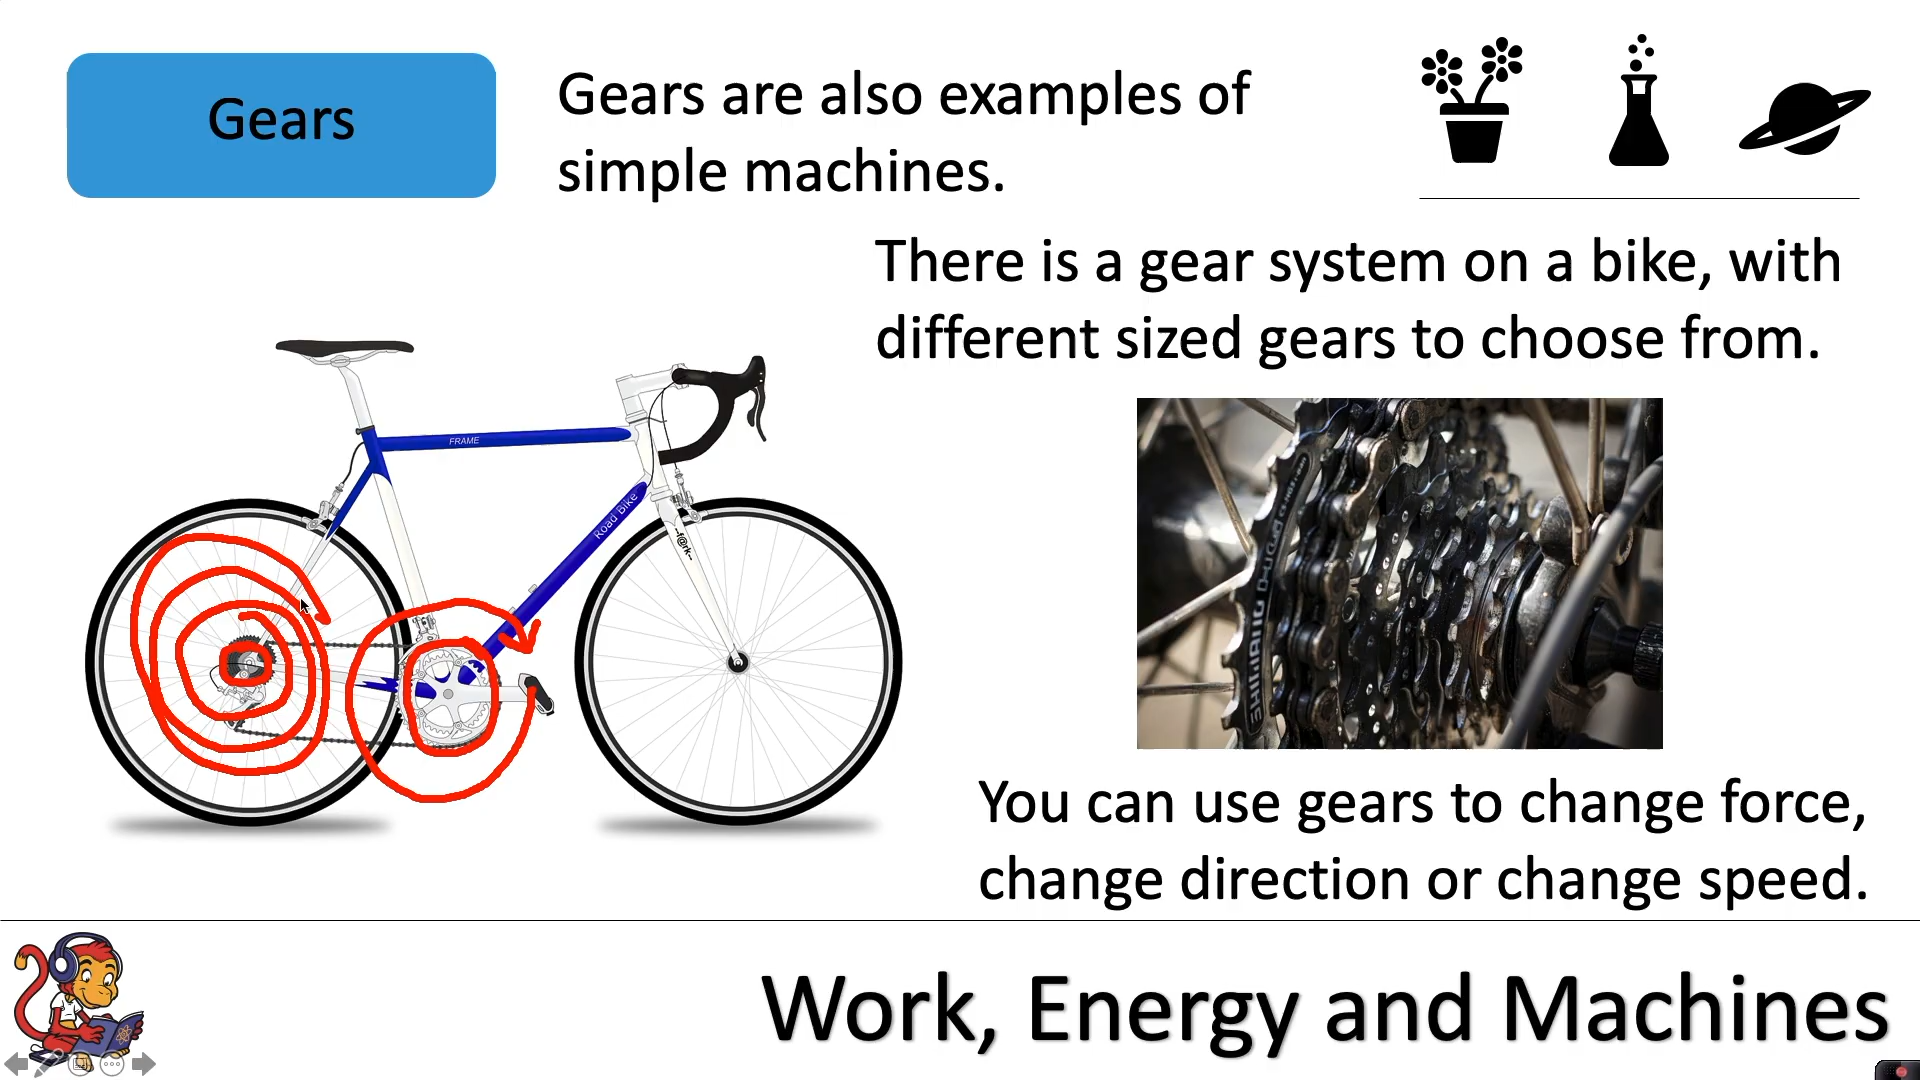 Gears
Gears are also examples of
simple machines.
There is a gear system on a bike, with
different sized gears to choose from.
FRAME
Road Bike
--f@rk--
SHIMANO
You can use gears to change force,
change direction or change speed.
Work, Energy and Machines